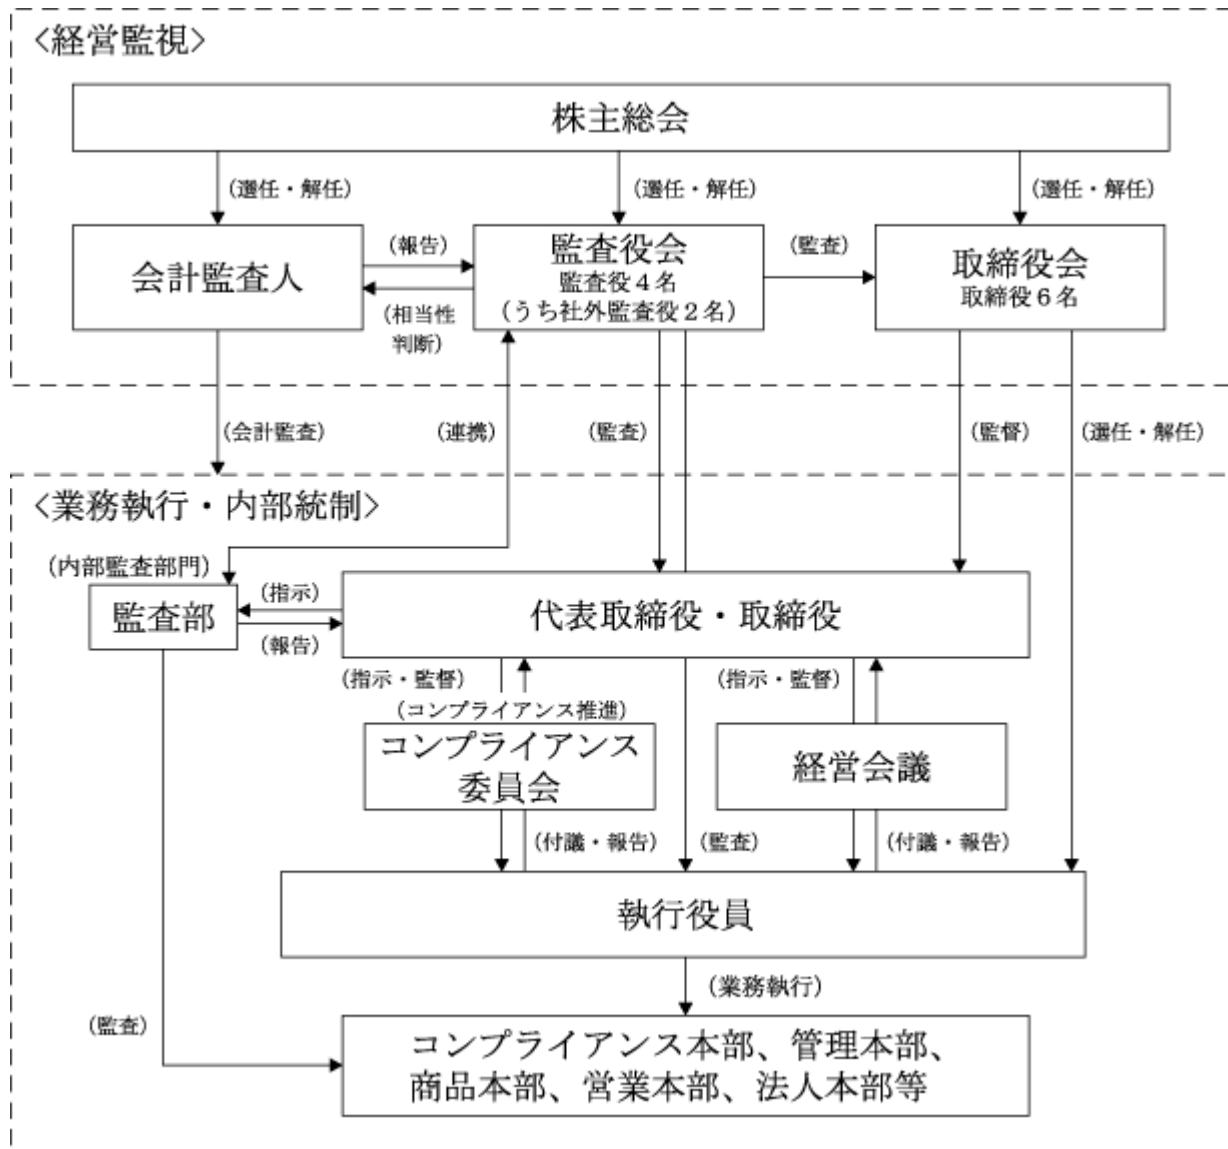 <経営監視>
株主総会
(選任・解任)
(選任・解任)
(選任・解任)
会計監査人
(報告)
(相当性
判断)
監査役会
監査役４名
(うち社外監査役２名)
(監査)
取締役会
取締役６名
(会計監査)
(連携)
(監査)
(監督)
(選任・解任)
<業務執行・内部統制>
(内部監査部門)
監査部
(指示)
(報告)
代表取締役・取締役
(指示・監督)
(コンプライアンス推進)
(指示・監督)
コンプライアンス
委員会
経営会議
(付議・報告)
(監査)
(付議・報告)
執行役員
(業務執行)
(監査)
コンプライアンス本部、管理本部、
商品本部、営業本部、法人本部等